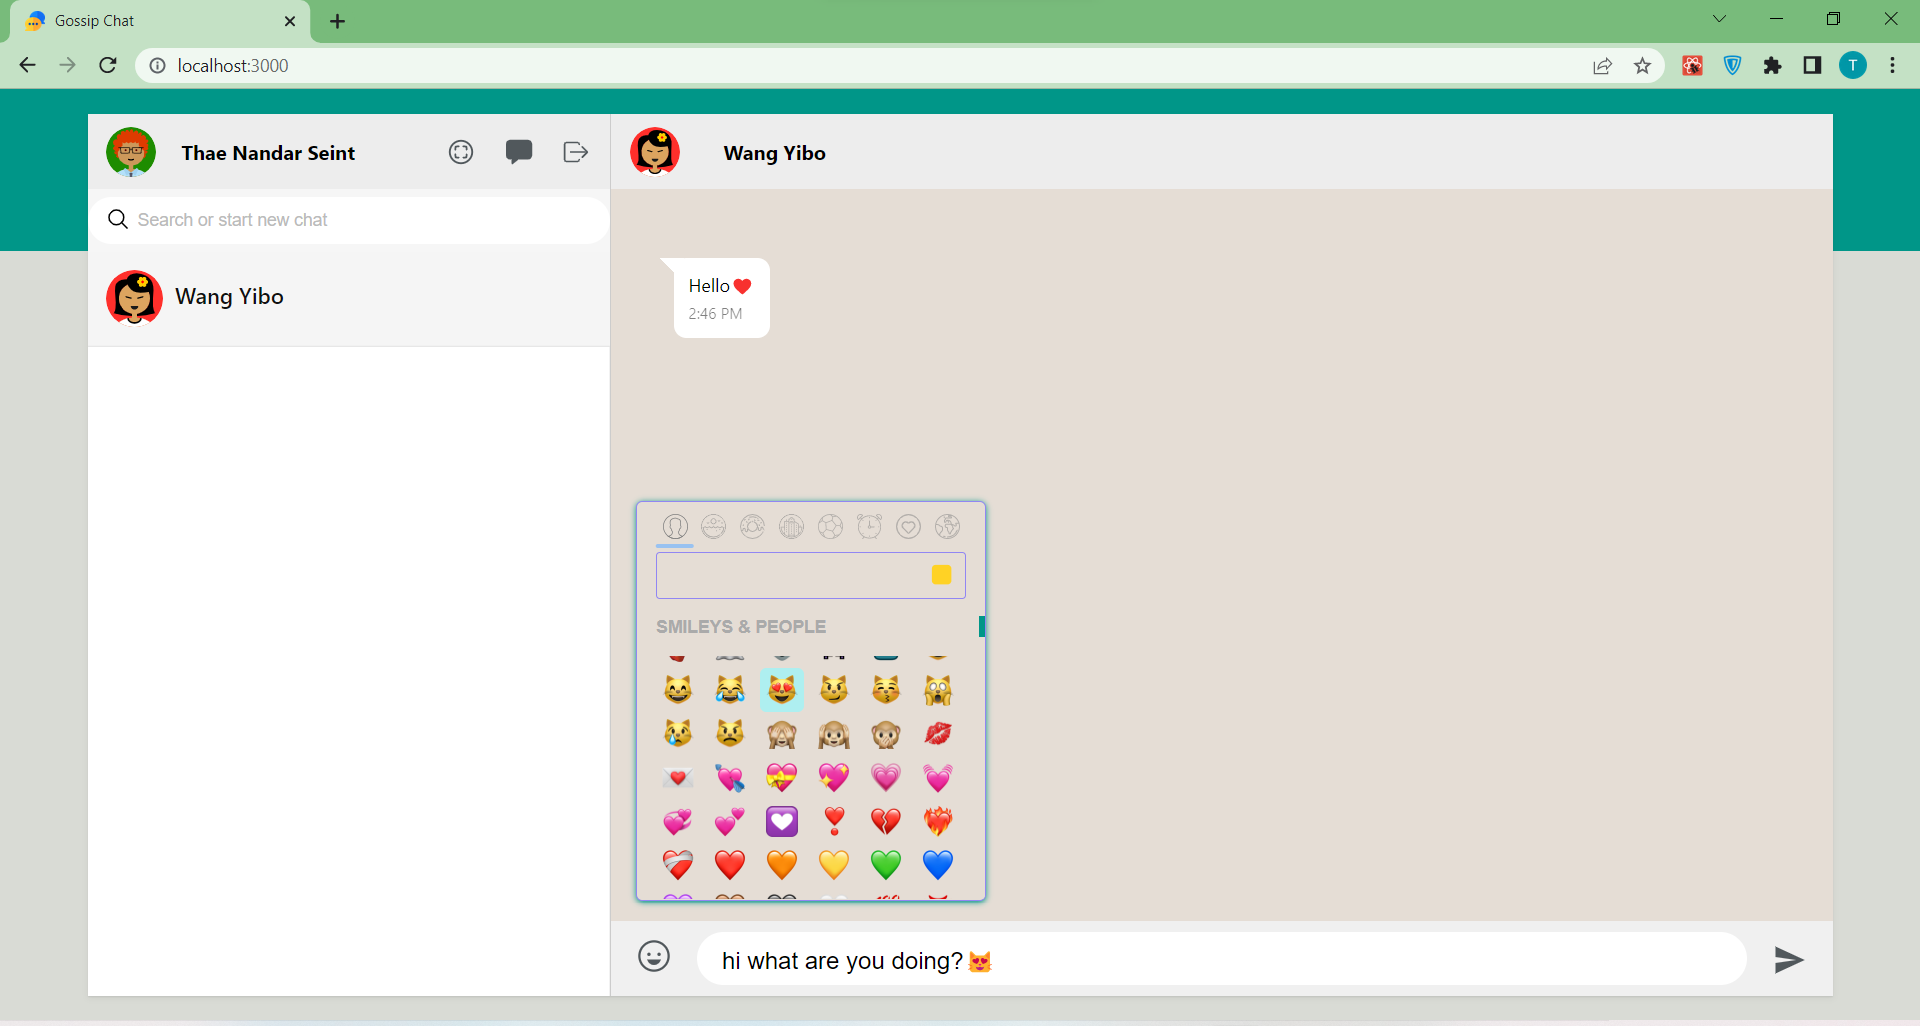 Gossip Chat
localhost:3000
T
Thae Nandar Seint
Wang Yibo
Search or start new chat
Wang Yibo
Hello❤️
2:46 PM
SMILEYS & PEOPLE
hi what are you doing?😻